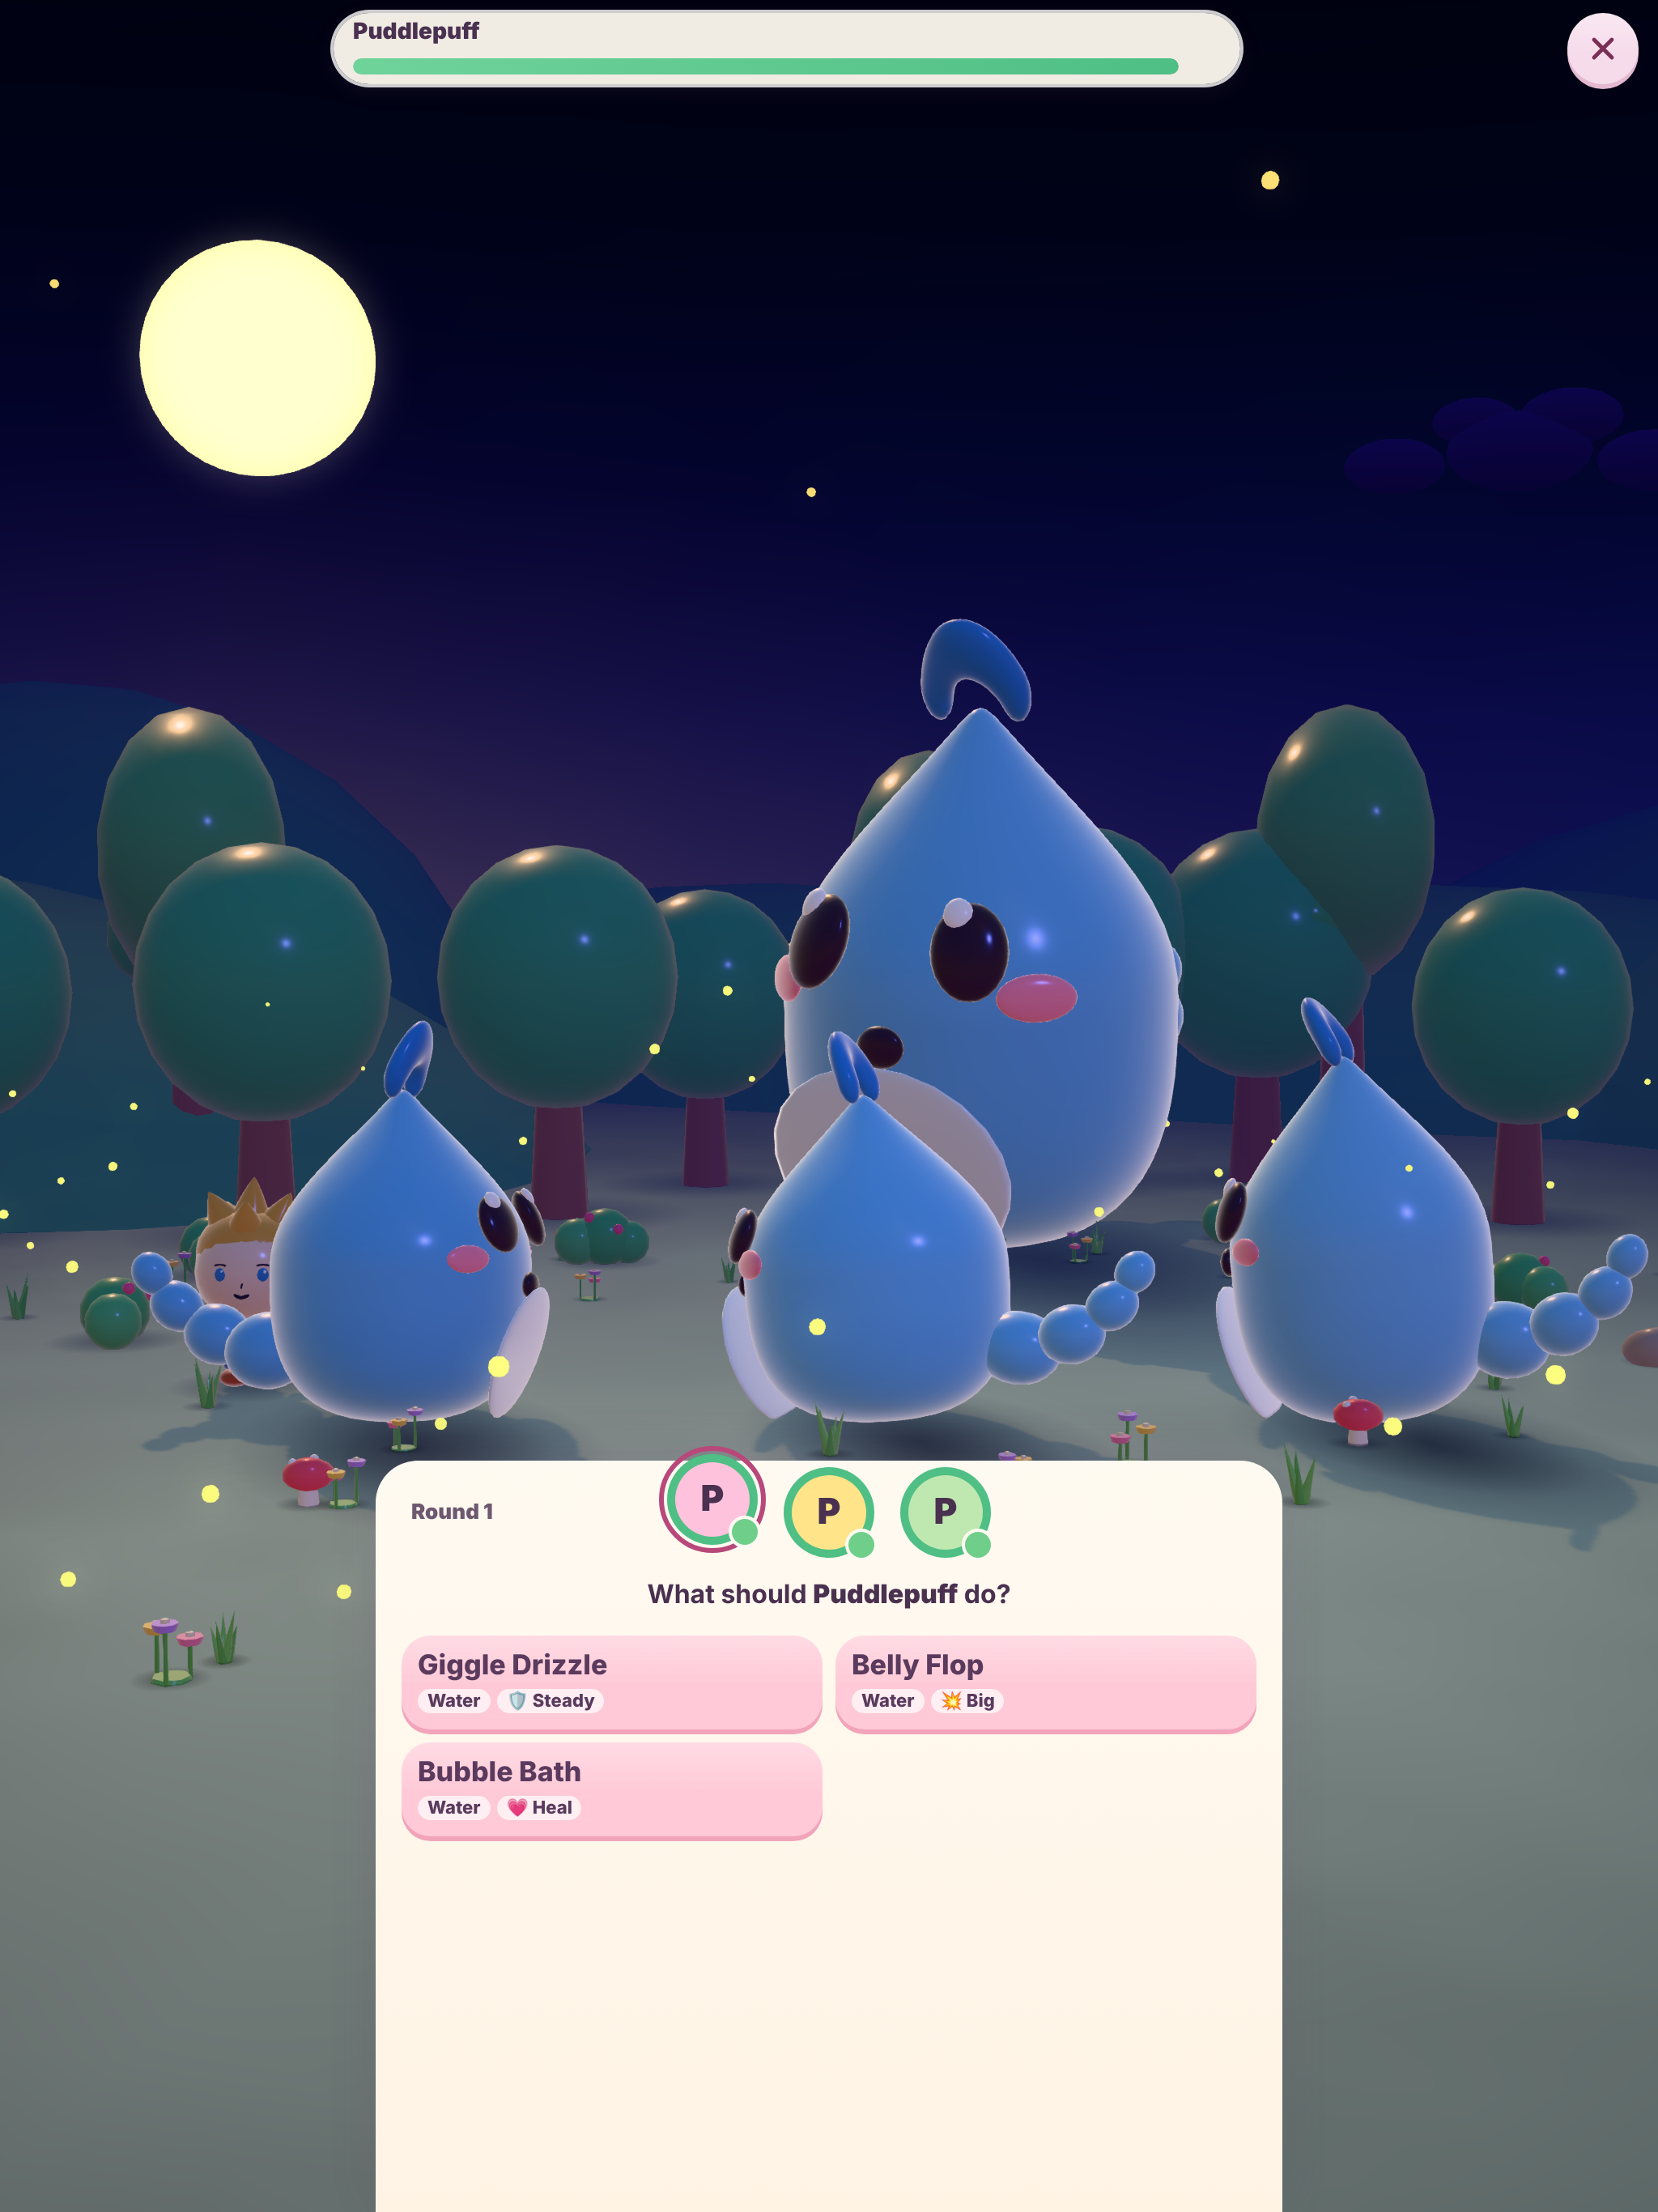 Puddlepuff
Round 1
P
P
P
What should Puddlepuff do?
Giggle Drizzle
Water 🛡️ Steady
Belly Flop
Water 💥 Big
Bubble Bath
Water 💗 Heal